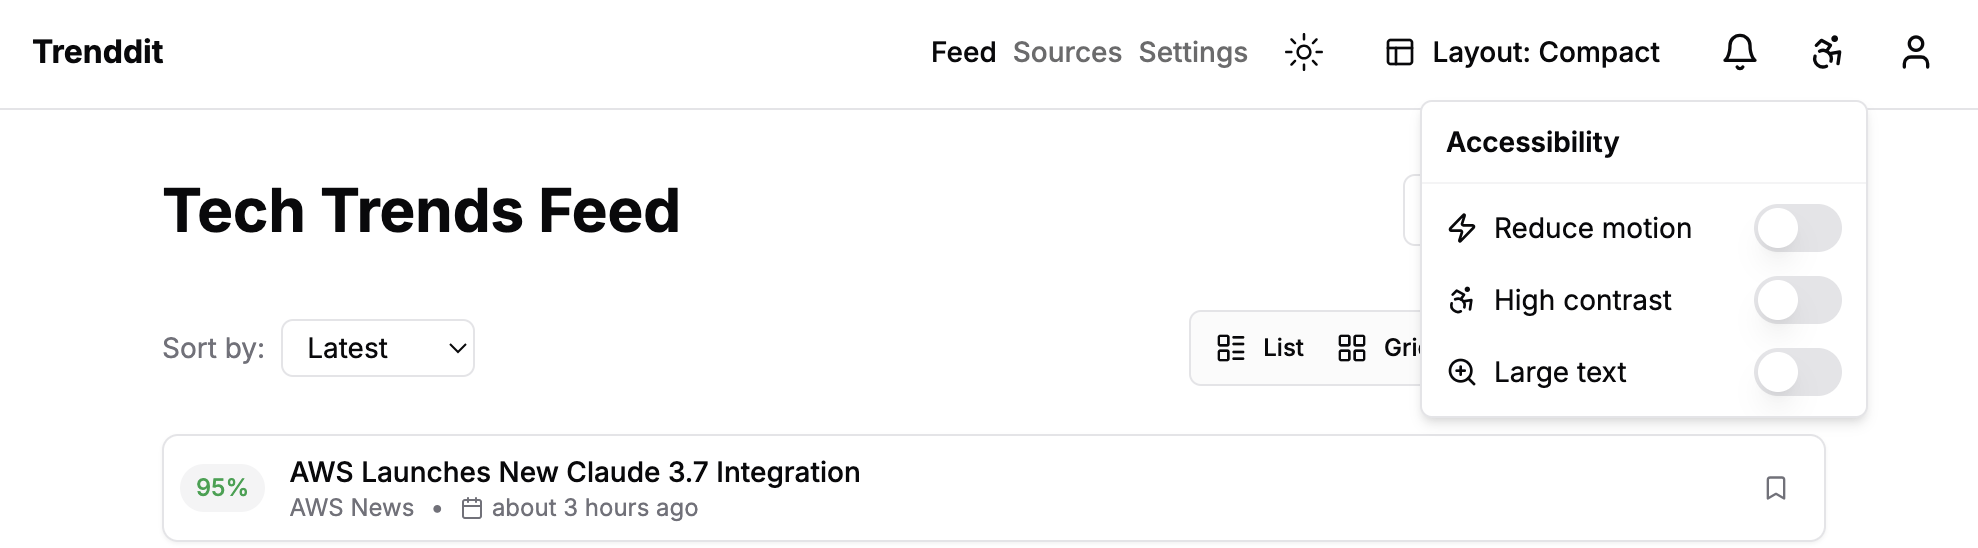 Trenddit
Feed Sources Settings Layout: Compact
Accessibility
Reduce motion
High contrast
Large text
Tech Trends Feed
Sort by: Latest
List
AWS Launches New Claude 3.7 Integration
95%
AWS News • about 3 hours ago